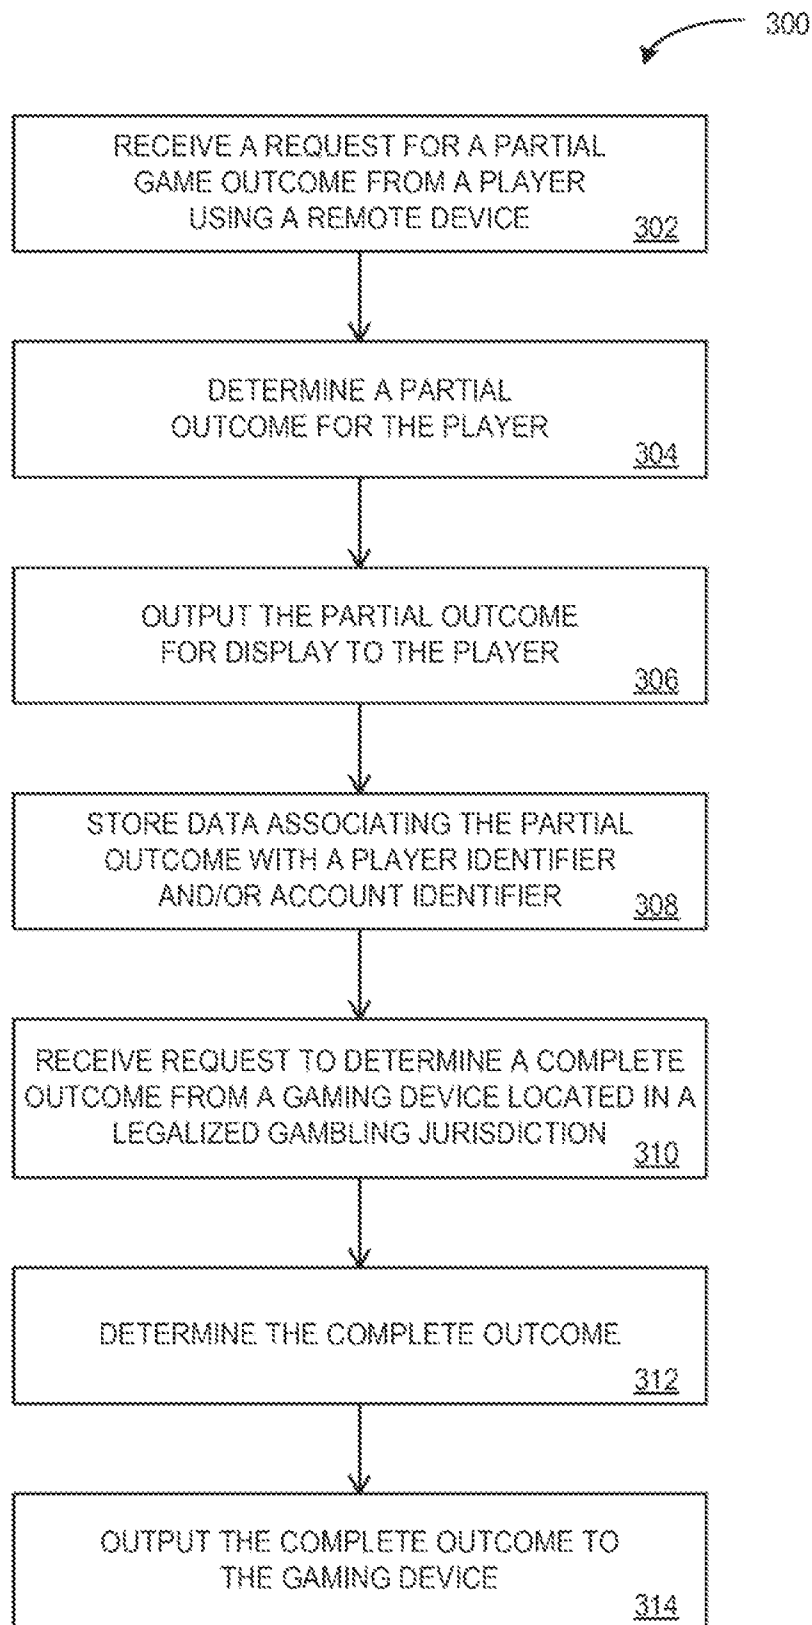 300
RECEIVE A REQUEST FOR A PARTIAL
GAME OUTCOME FROM A PLAYER
USING A REMOTE DEVICE
302
DETERMINE A PARTIAL
OUTCOME FOR THE PLAYER
304
OUTPUT THE PARTIAL OUTCOME
FOR DISPLAY TO THE PLAYER
306
STORE DATA ASSOCIATING THE PARTIAL
OUTCOME WITH A PLAYER IDENTIFIER
AND/OR ACCOUNT IDENTIFIER
308
RECEIVE REQUEST TO DETERMINE A COMPLETE
OUTCOME FROM A GAMING DEVICE LOCATED IN A
LEGALIZED GAMBLING JURISDICTION
310
DETERMINE THE COMPLETE OUTCOME
312
OUTPUT THE COMPLETE OUTCOME TO
THE GAMING DEVICE
314